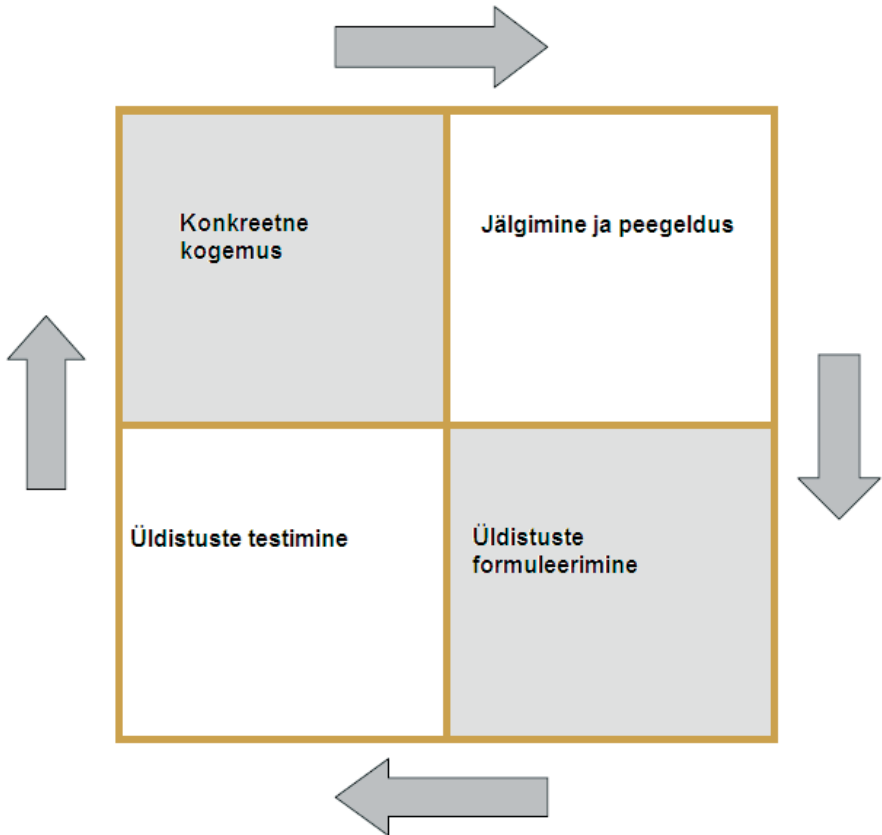 Konkreetne
kogemus
Jälgimine ja peegeldus
Üldistuste testimine
Üldistuste
formuleerimine